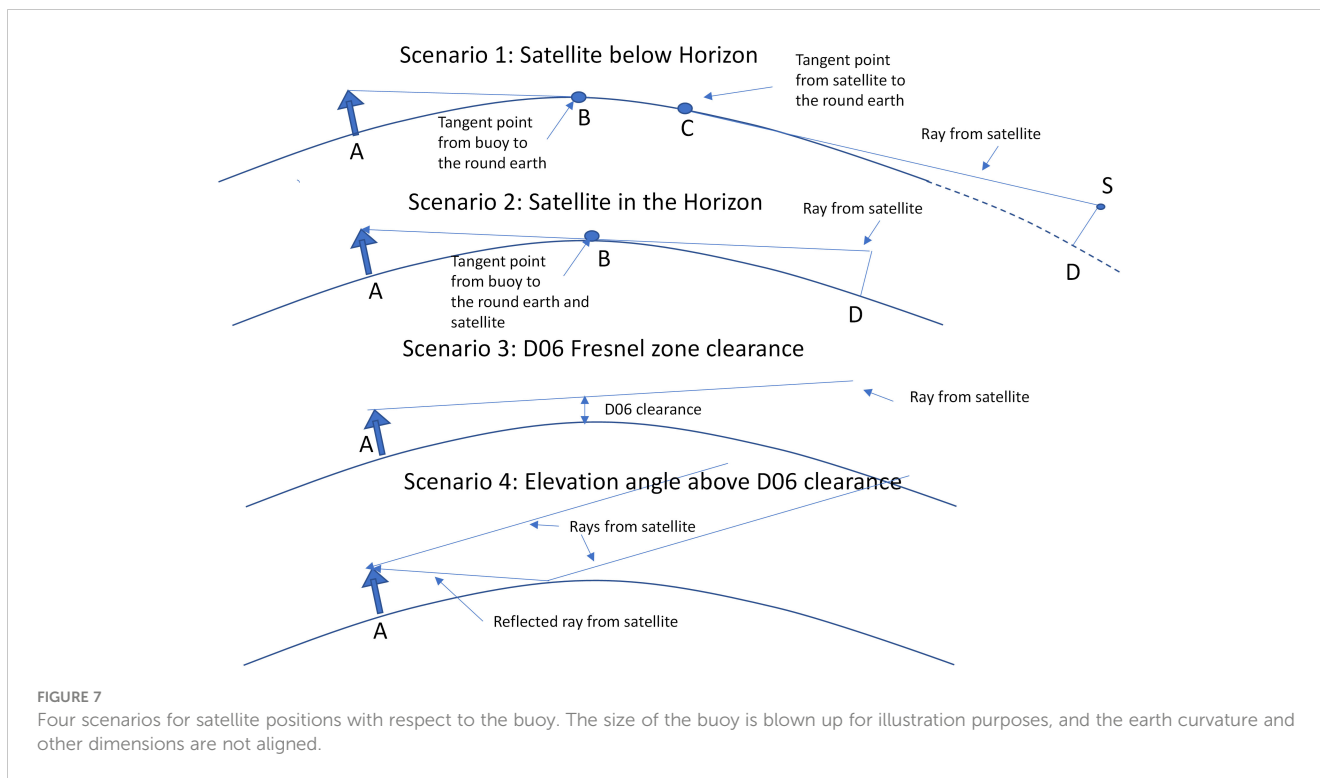 Scenario 1: Satellite below Horizon
Tangent point
from satellite to
the round earth
Tangent point
from buoy to
the round earth
A
B
C
Ray from satellite
S
D
Scenario 2: Satellite in the Horizon
Ray from satellite
Tangent point
from buoy to
the round earth and
satellite
A
B
D
Scenario 3: D06 Fresnel zone clearance
D06 clearance
Ray from satellite
A
Scenario 4: Elevation angle above D06 clearance
Rays from satellite
Reflected ray from satellite
A
FIGURE 7
Four scenarios for satellite positions with respect to the buoy. The size of the buoy is blown up for illustration purposes, and the earth curvature and
other dimensions are not aligned.